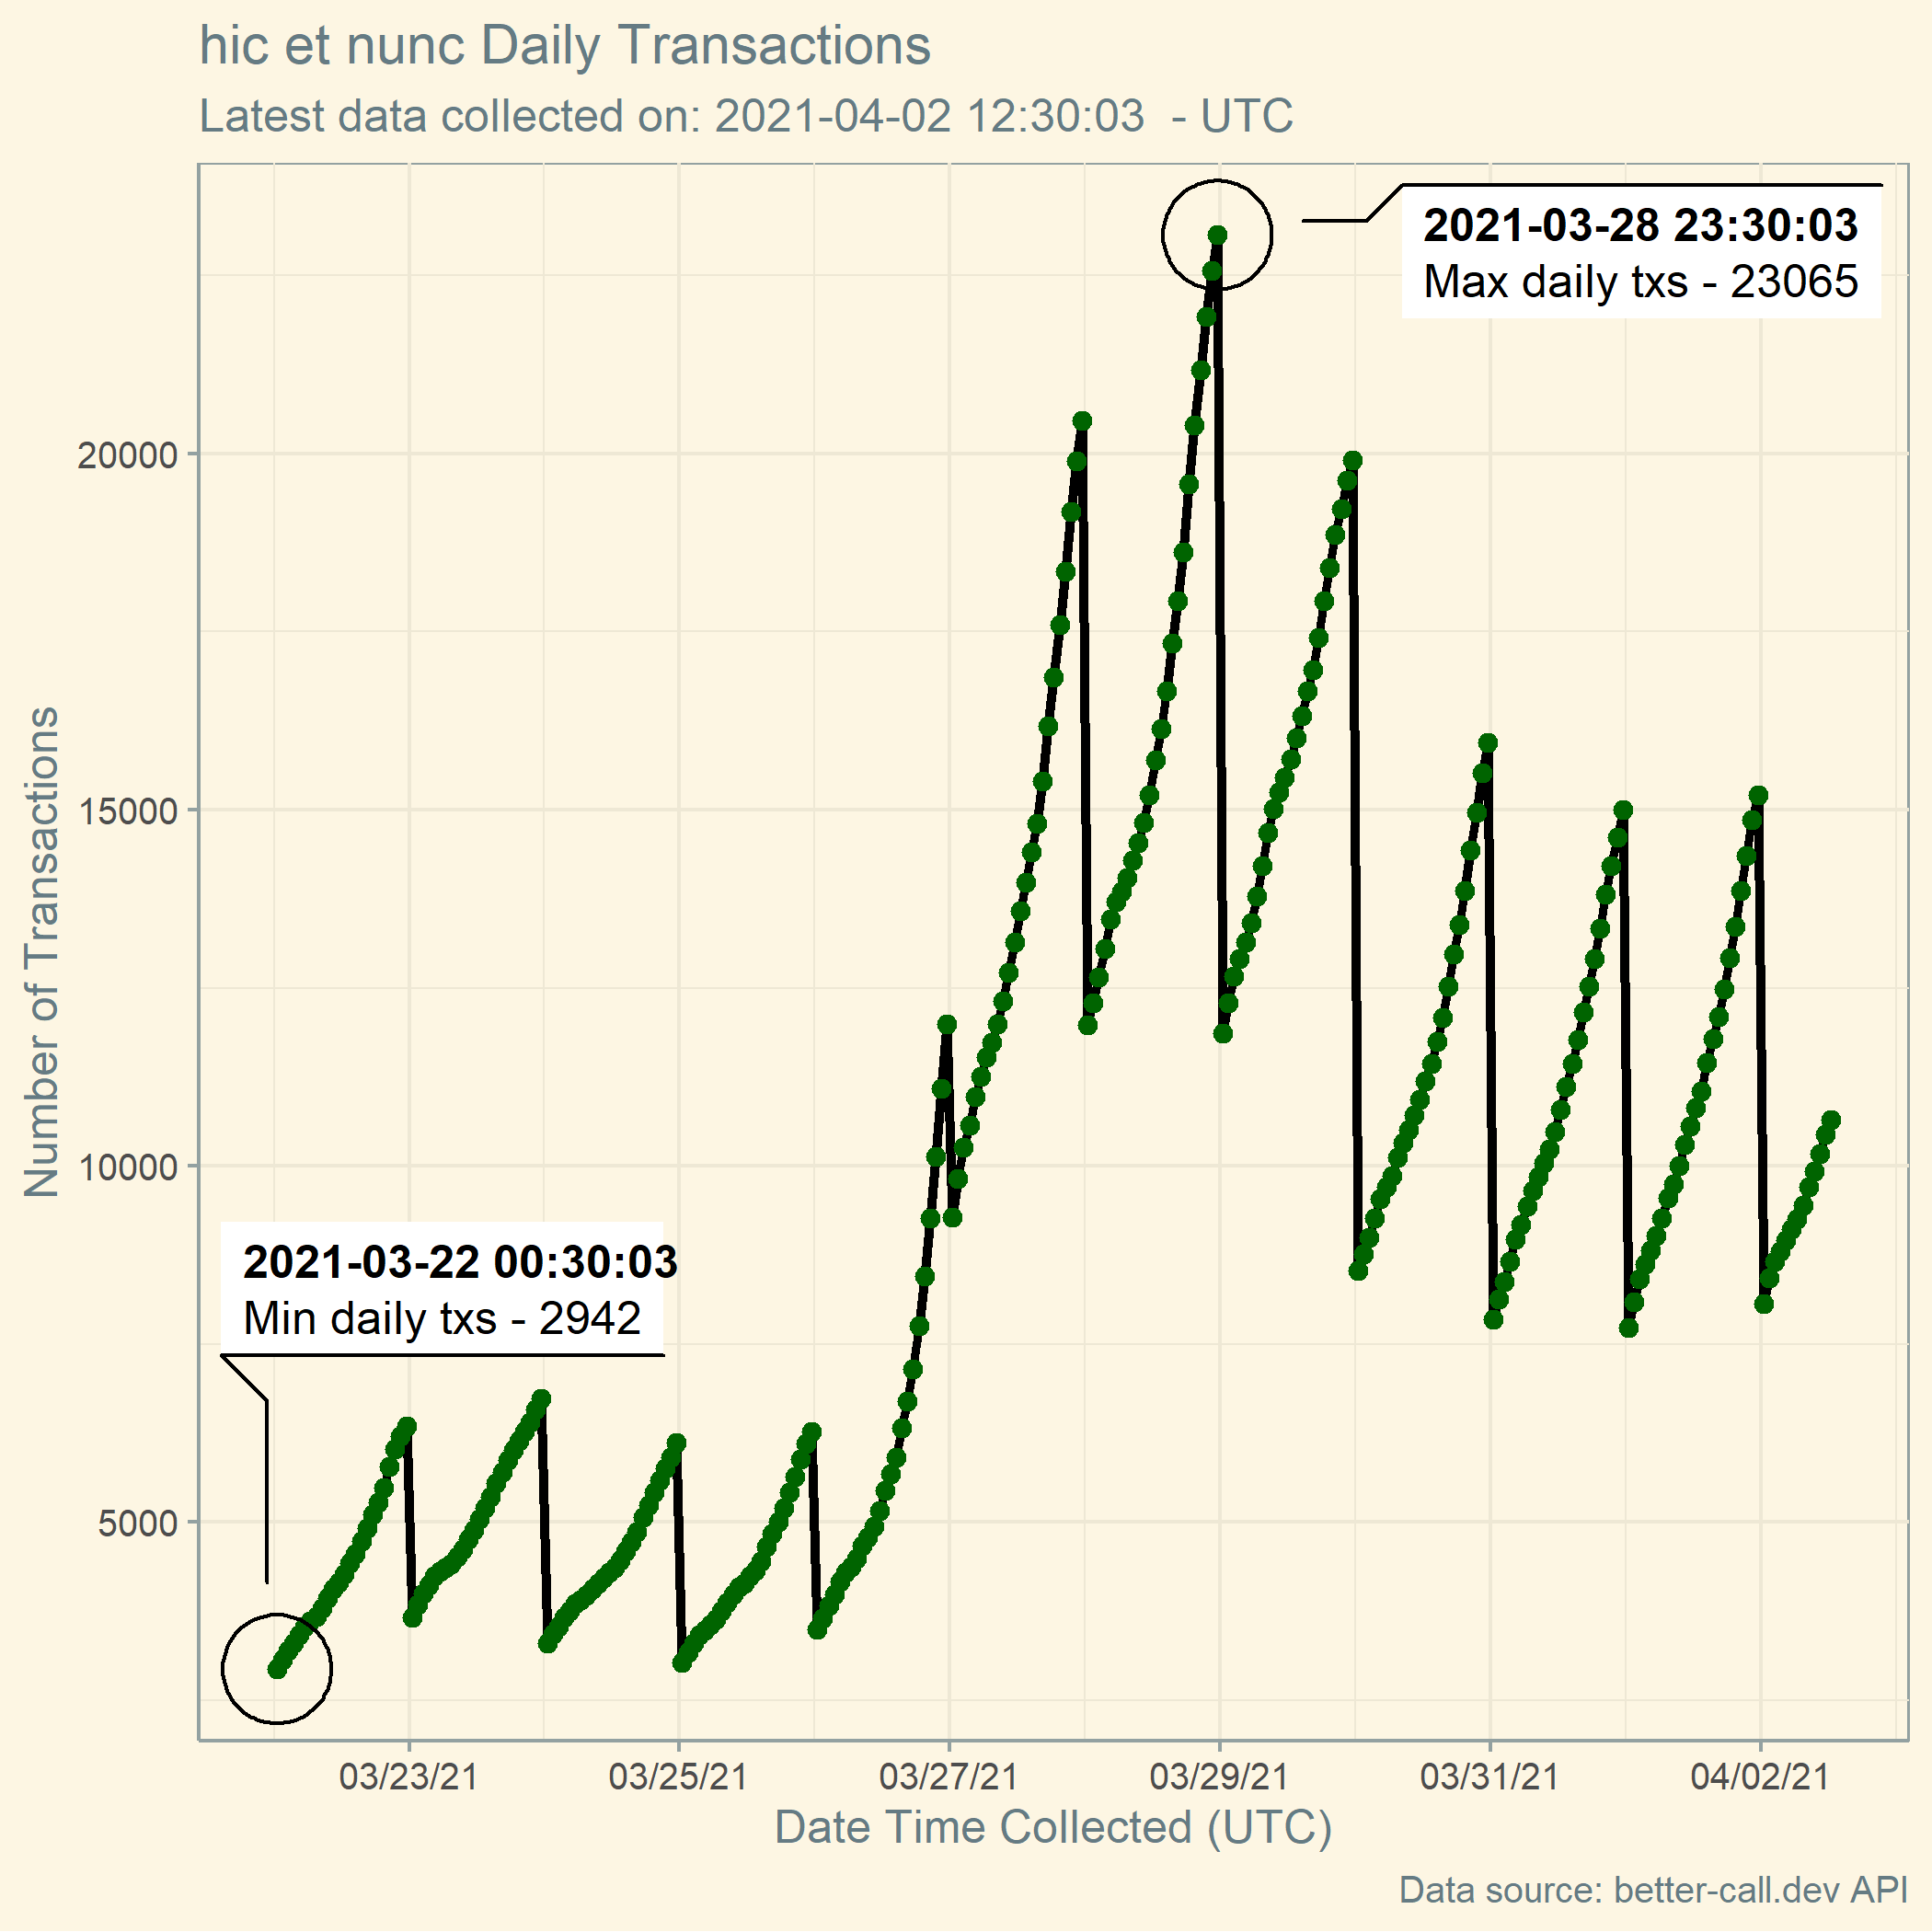 hic et nunc Daily Transactions
Latest data collected on: 2021-04-02 12:30:03  - UTC
2021-03-28 23:30:03
Max daily txs - 23065
20000
15000
10000
5000
Number of Transactions
2021-03-22 00:30:03
Min daily txs - 2942
03/23/21 03/25/21 03/27/21 03/29/21 03/31/21 04/02/21
Date Time Collected (UTC)
Data source: better-call.dev API